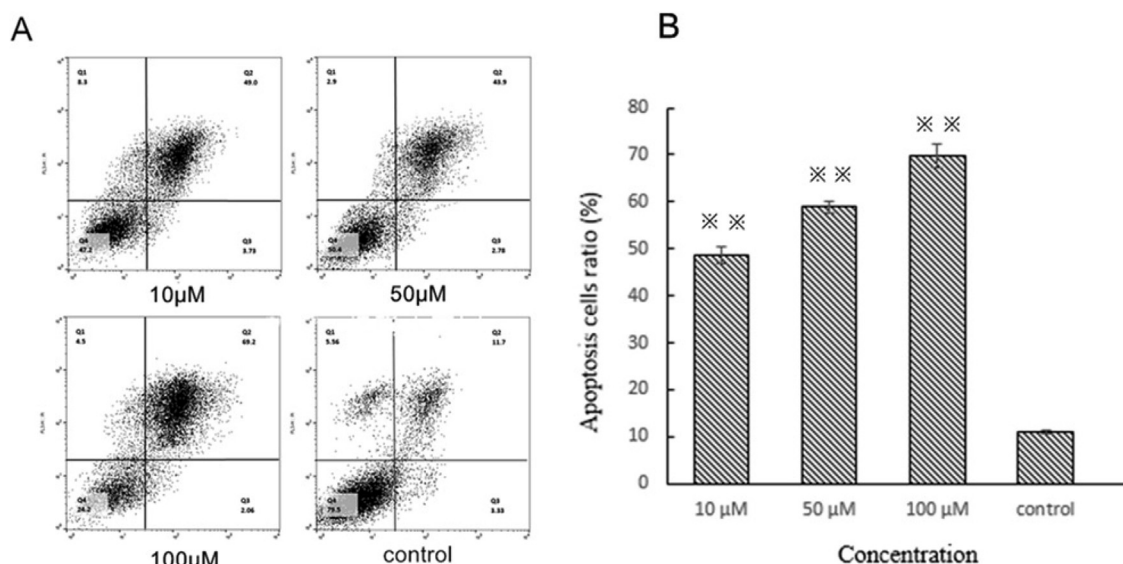 A
Q1
8.3
Q2
49.0
Q4
47.2
Q3
3.73
10μM
Q1
2.9
Q2
43.9
Q4
50.4
Q3
2.78
50μM
Q1
4.5
Q2
69.2
Q4
24.2
Q3
2.06
100μM
Q1
5.56
Q2
11.7
Q4
79.5
Q3
3.33
control
B
Apoptosis cells ratio (%)
80
70
60
50
40
30
20
10
0
※ ※
※ ※
※ ※
10 μM 50 μM 100 μM control
Concentration